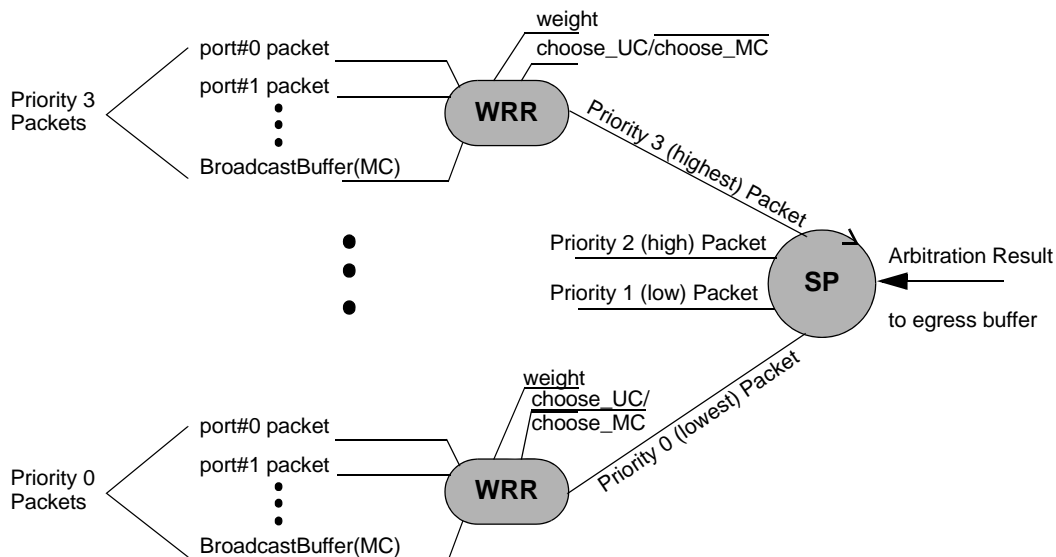 weight
port#0 packet
choose_UC/choose_MC
port#1 packet
Priority 3
Packets
WRR
BroadcastBuffer(MC)
Priority 3 (highest) Packet
Priority 2 (high) Packet
Priority 1 (low) Packet
SP
Arbitration Result
to egress buffer
weight
choose_UC/
choose_MC
port#0 packet
port#1 packet
Priority 0
Packets
WRR
BroadcastBuffer(MC)
Priority 0 (lowest) Packet